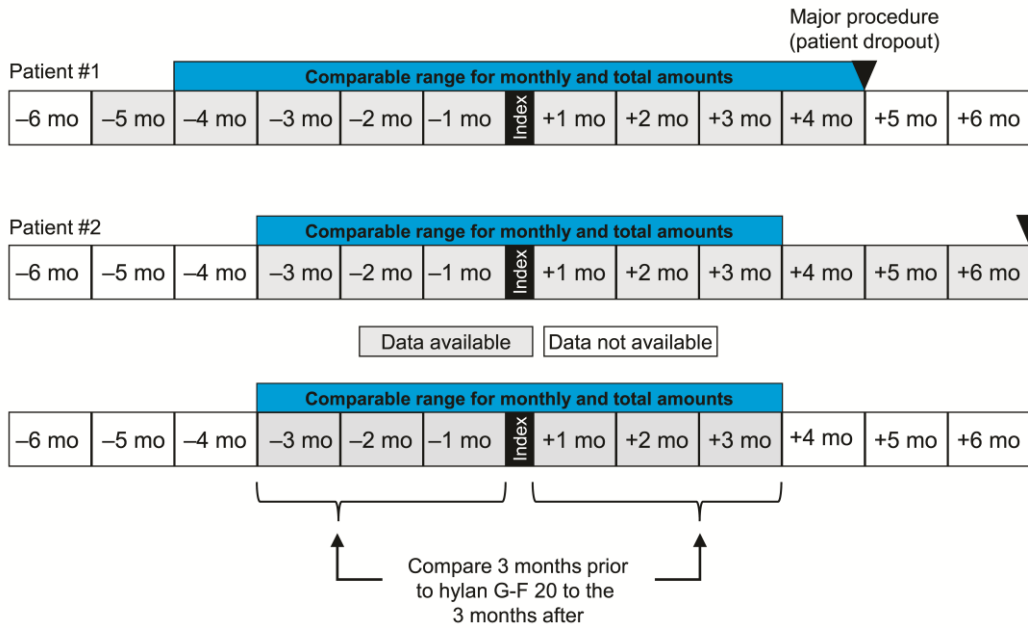 Major procedure
(patient dropout)
Patient #1
Comparable range for monthly and total amounts
–6 mo –5 mo –4 mo –3 mo –2 mo –1 mo Index +1 mo +2 mo +3 mo +4 mo +5 mo +6 mo
Patient #2
Comparable range for monthly and total amounts
–6 mo –5 mo –4 mo –3 mo –2 mo –1 mo Index +1 mo +2 mo +3 mo +4 mo +5 mo +6 mo
Data available Data not available
Comparable range for monthly and total amounts
–6 mo –5 mo –4 mo –3 mo –2 mo –1 mo Index +1 mo +2 mo +3 mo +4 mo +5 mo +6 mo
Compare 3 months prior
to hylan G-F 20 to the
3 months after